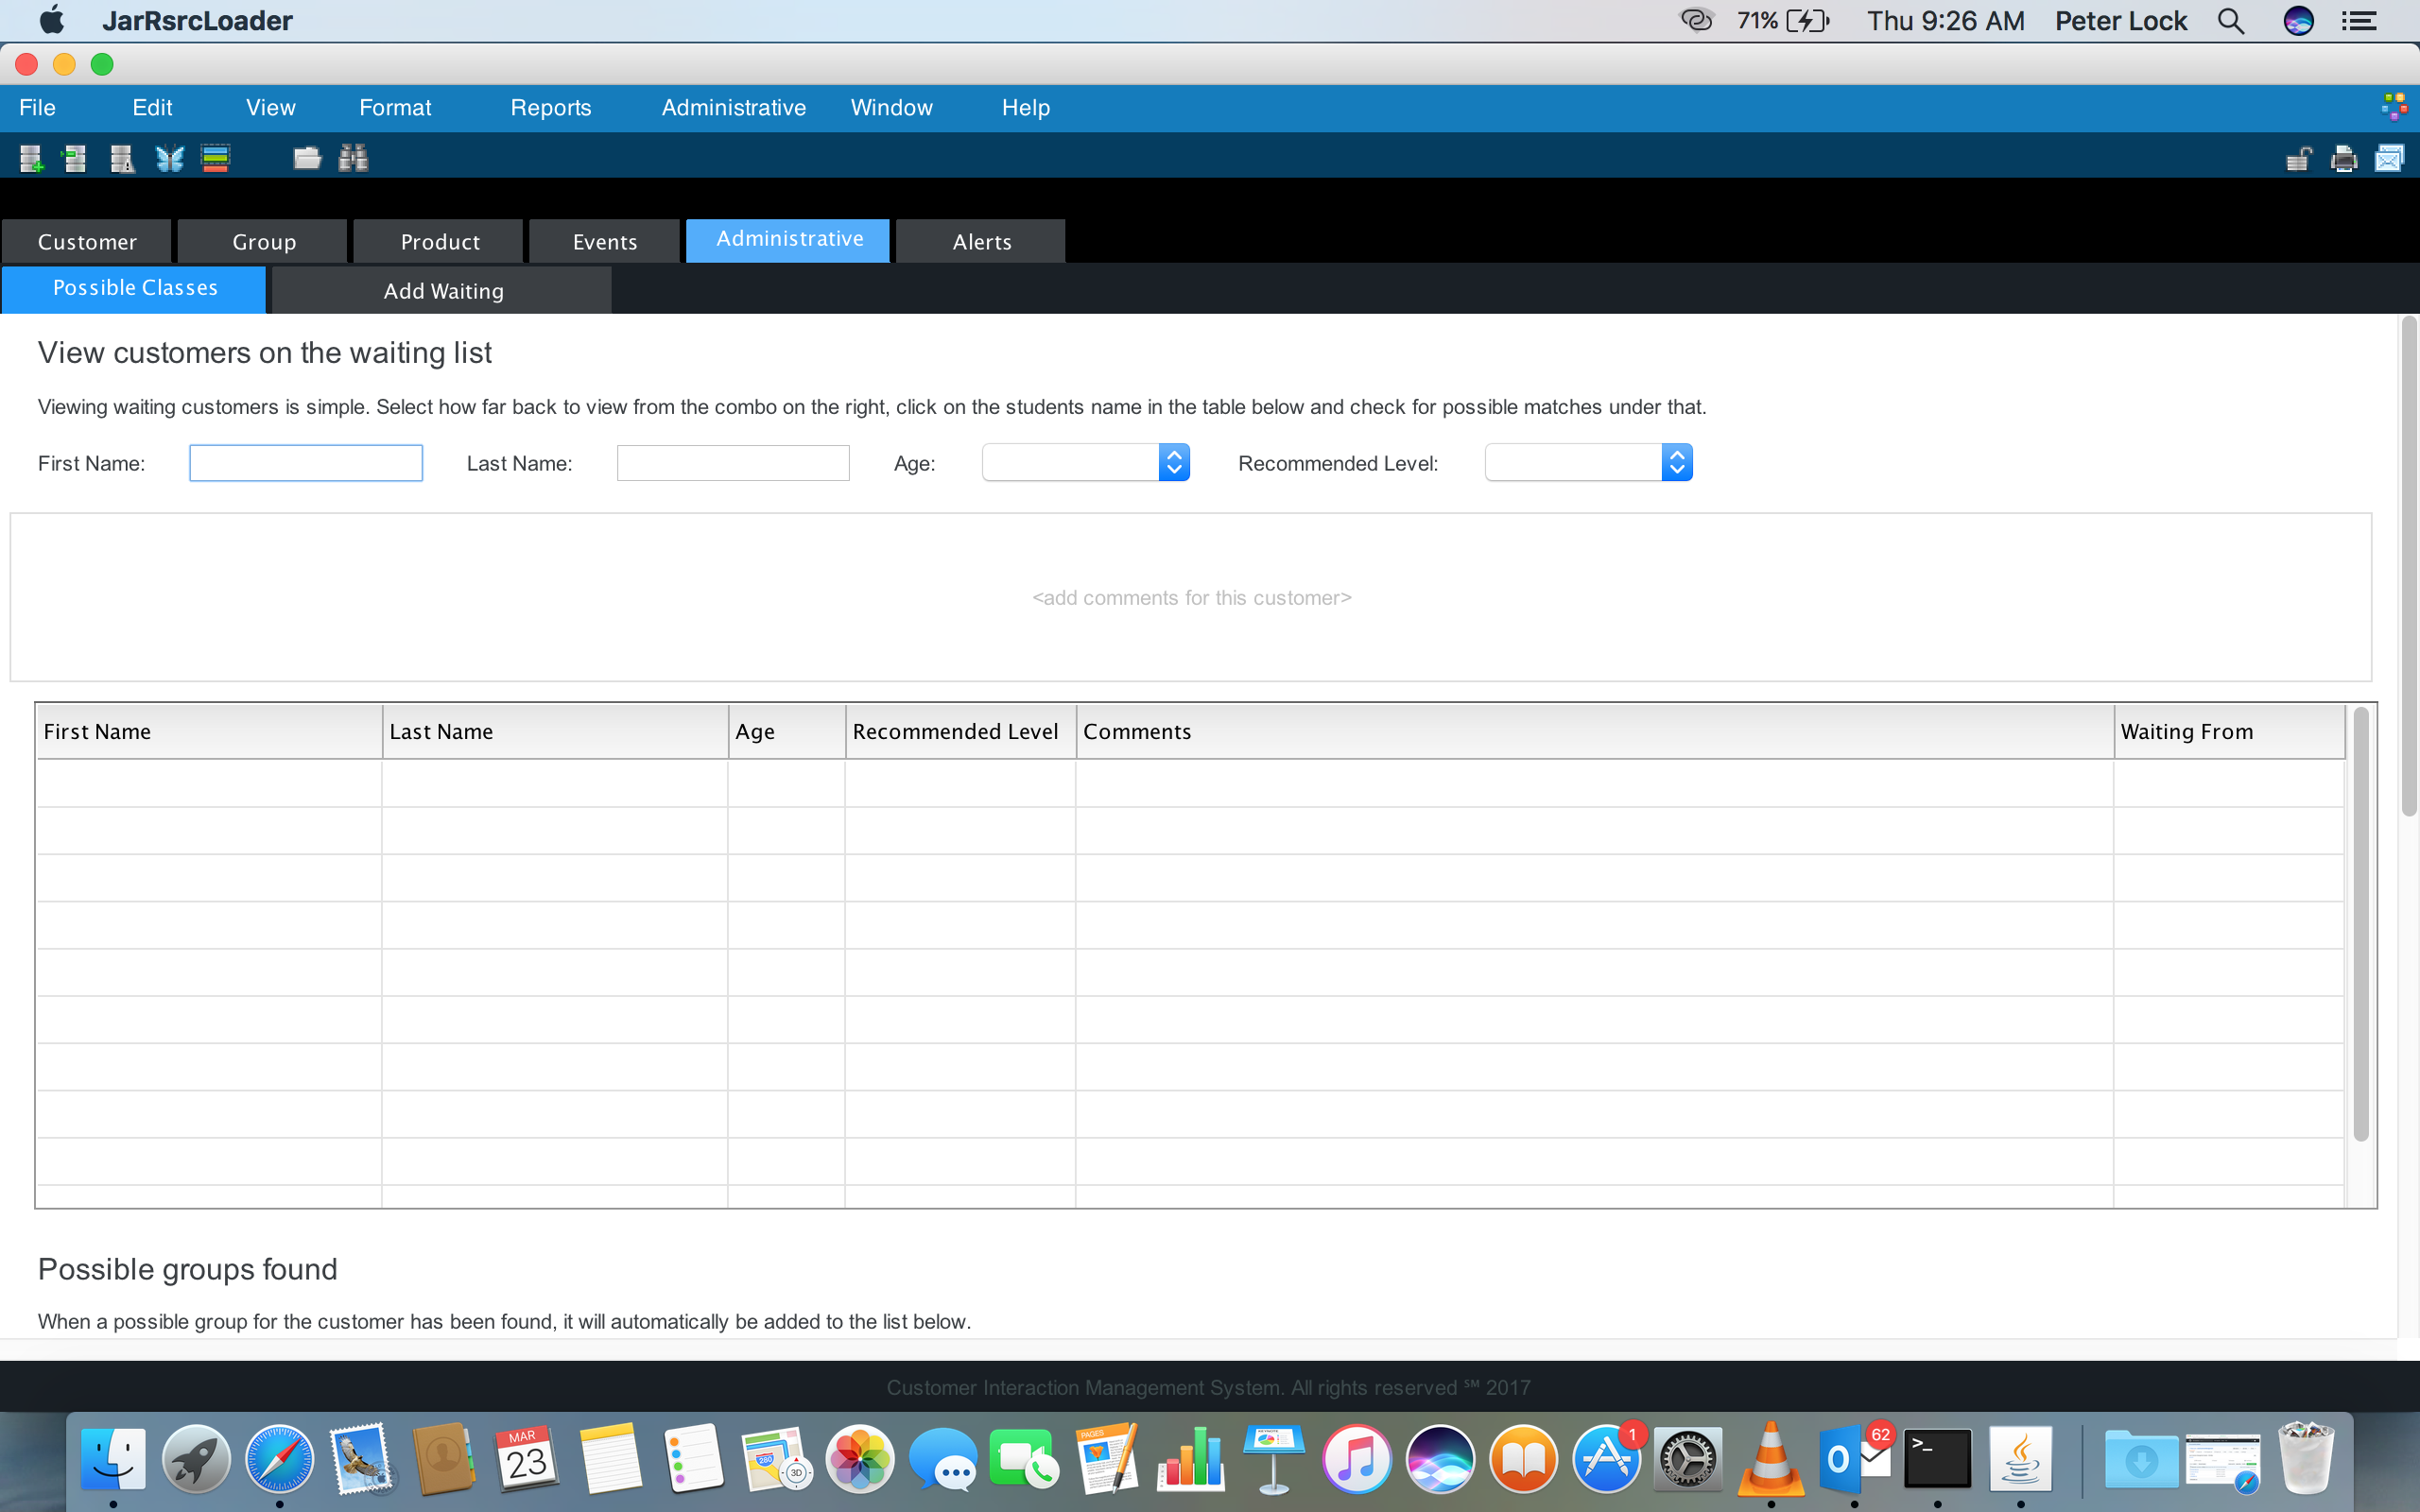 JarRsrcLoader 71% Thu 9:26 AM Peter Lock
File Edit View Format Reports Administrative Window Help
Customer Group Product Events Administrative Alerts
Possible Classes Add Waiting
View customers on the waiting list
Viewing waiting customers is simple. Select how far back to view from the combo on the right, click on the students name in the table below and check for possible matches under that.
First Name: Last Name: Age: Recommended Level:
<add comments for this customer>
First Name Last Name Age Recommended Level Comments Waiting From
Possible groups found
When a possible group for the customer has been found, it will automatically be added to the list below.
Customer Interaction Management System. All rights reserved ℠ 2017
MAR
23
280
3D
PAGES
1
O
62
>_